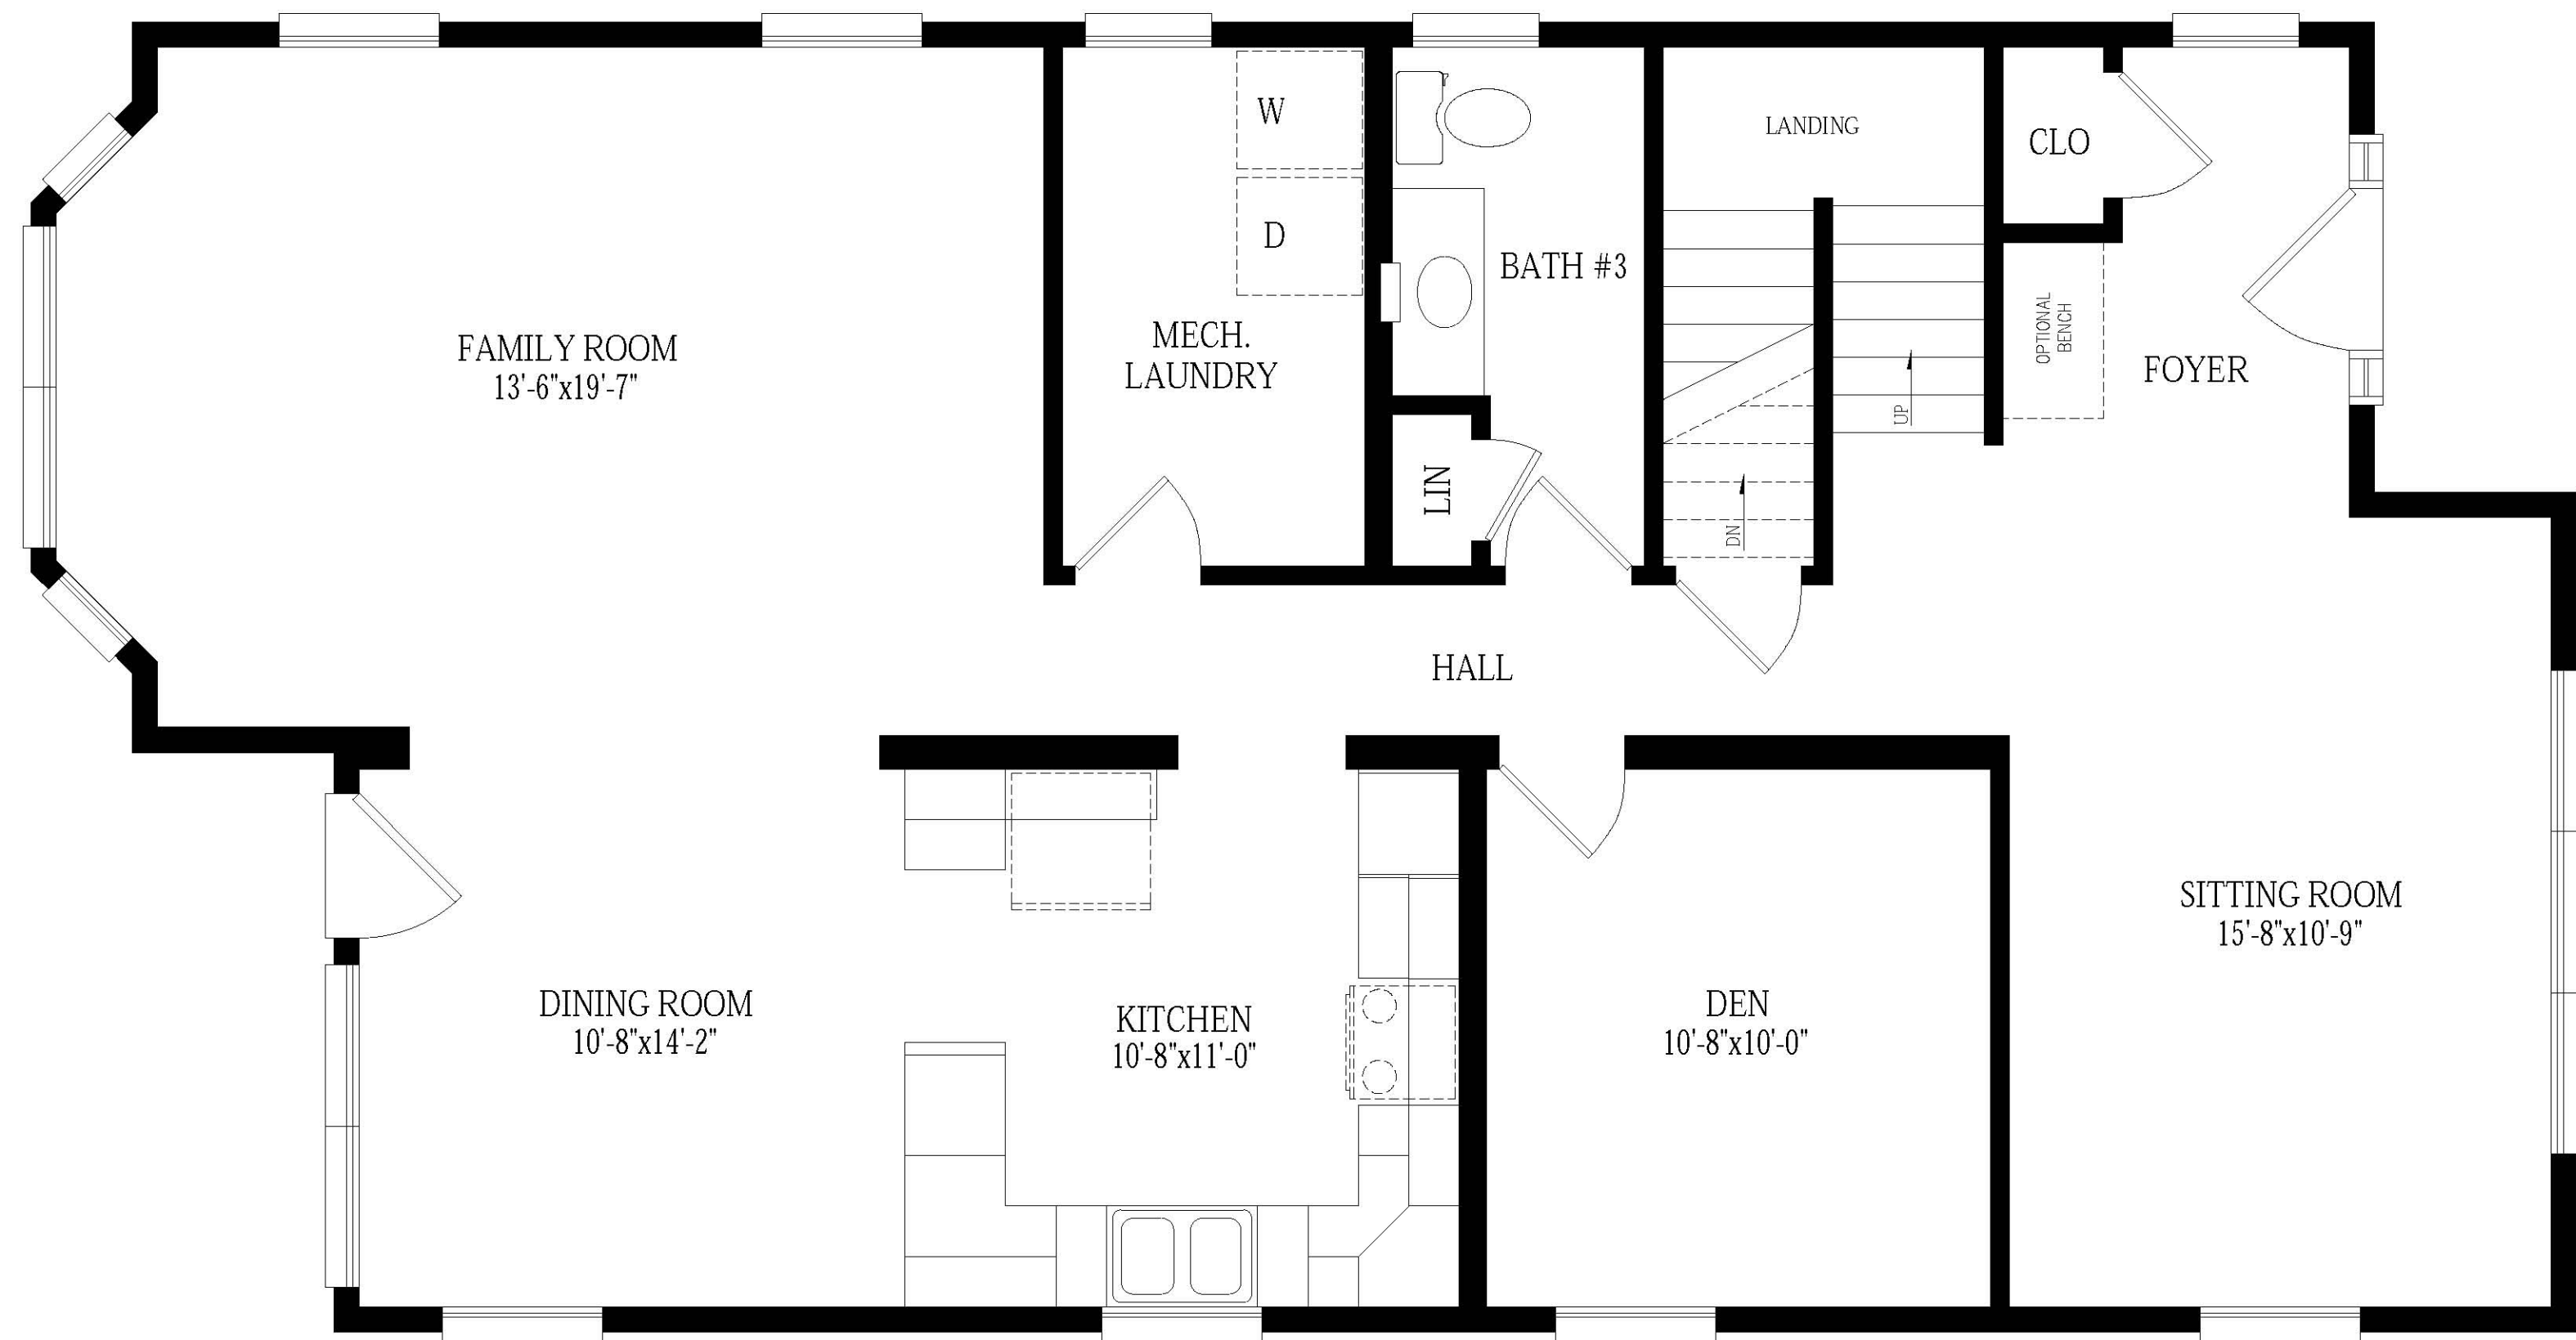 W
LANDING
CLO
D
BATH #3
MECH.
LAUNDRY
FAMILY ROOM
13'-6"x19'-7"
OPTIONAL
BENCH
FOYER
UP
LIN
DN
HALL
SITTING ROOM
15'-8"x10'-9"
DINING ROOM
10'-8"x14'-2"
KITCHEN
10'-8"x11'-0"
DEN
10'-8"x10'-0"